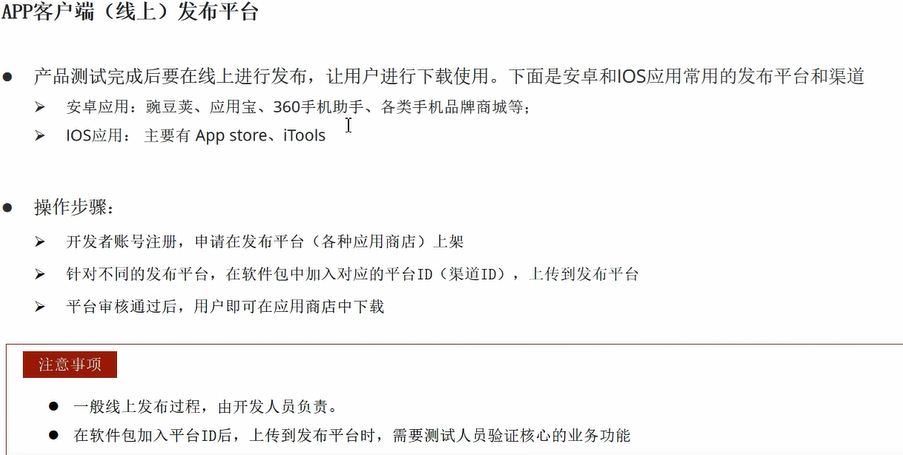 APP客户端（线上）发布平台
产品测试完成后要在线上进行发布，让用户进行下载使用。下面是安卓和IOS应用常用的发布平台和渠道
安卓应用：豌豆荚、应用宝、360手机助手、各类手机品牌商城等；
IOS应用： 主要有 App store、iTools
操作步骤：
开发者账号注册，申请在发布平台（各种应用商店）上架
针对不同的发布平台，在软件包中加入对应的平台ID（渠道ID），上传到发布平台
平台审核通过后，用户即可在应用商店中下载
注意事项
一般线上发布过程，由开发人员负责。
在软件包加入平台ID后，上传到发布平台时，需要测试人员验证核心的业务功能